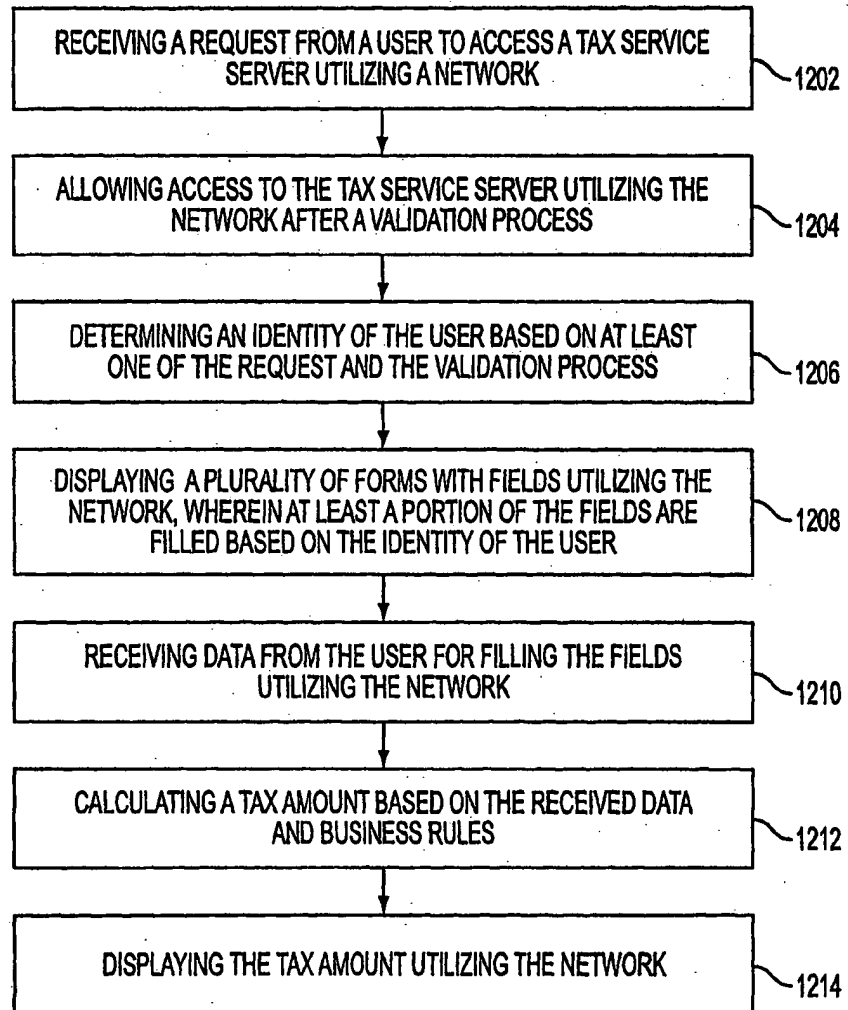 RECEIVING A REQUEST FROM A USER TO ACCESS A TAX SERVICE
SERVER UTILIZING A NETWORK
1202
ALLOWING ACCESS TO THE TAX SERVICE SERVER UTILIZING THE
NETWORK AFTER A VALIDATION PROCESS
1204
DETERMINING AN IDENTITY OF THE USER BASED ON AT LEAST
ONE OF THE REQUEST AND THE VALIDATION PROCESS
1206
DISPLAYING A PLURALITY OF FORMS WITH FIELDS UTILIZING THE
NETWORK, WHEREIN AT LEAST A PORTION OF THE FIELDS ARE
FILLED BASED ON THE IDENTITY OF THE USER
1208
RECEIVING DATA FROM THE USER FOR FILLING THE FIELDS
UTILIZING THE NETWORK
1210
CALCULATING A TAX AMOUNT BASED ON THE RECEIVED DATA
AND BUSINESS RULES
1212
DISPLAYING THE TAX AMOUNT UTILIZING THE NETWORK
1214